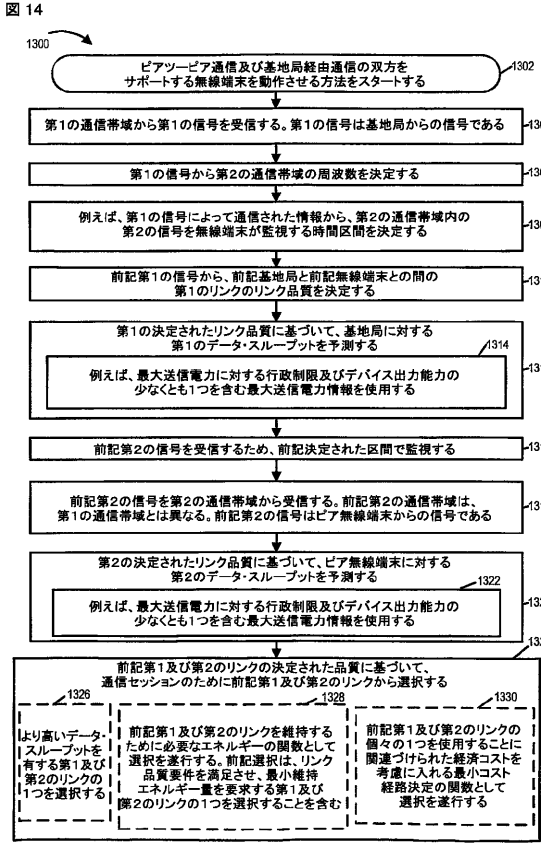 図 14
1300
ピアツーピア通信及び基地局経由通信の双方を
サポートする無線端末を動作させる方法をスタートする
1302
第1の通信帯域から第1の信号を受信する。第1の信号は基地局からの信号である
第1の信号から第2の通信帯域の周波数を決定する
例えば、第1の信号によって通信された情報から、第2の通信帯域内の
第2の信号を無線端末が監視する時間区間を決定する
前記第1の信号から、前記基地局と前記無線端末との間の
第1のリンクのリンク品質を決定する
第1の決定されたリンク品質に基づいて、基地局に対する
第1のデータ・スループットを予測する
1314
例えば、最大送信電力に対する行政制限及びデバイス出力能力の
少なくとも1つを含む最大送信電力情報を使用する
前記第2の信号を受信するため、前記決定された区間で監視する
前記第2の信号を第2の通信帯域から受信する。前記第2の通信帯域は、
第1の通信帯域とは異なる。前記第2の信号はピア無線端末からの信号である
第2の決定されたリンク品質に基づいて、ピア無線端末に対する
第2のデータ・スループットを予測する
1322
例えば、最大送信電力に対する行政制限及びデバイス出力能力の
少なくとも1つを含む最大送信電力情報を使用する
前記第1及び第2のリンクの決定された品質に基づいて、
通信セッションのために前記第1及び第2のリンクから選択する
1326
より高いデータ・
スループットを
有する第1及び
第2のリンクの
1つを選択する
1328
前記第1及び第2のリンクを維持する
ために必要なエネルギーの関数として
選択を遂行する。前記選択は、リンク
品質要件を満足させ、最小維持
エネルギー量を要求する第1及び
第2のリンクの1つを選択することを含む
1330
前記第1及び第2のリンクの
個々の1つを使用することに
関連づけられた経済コストを
考慮に入れる最小コスト
経路決定の関数として
選択を遂行する